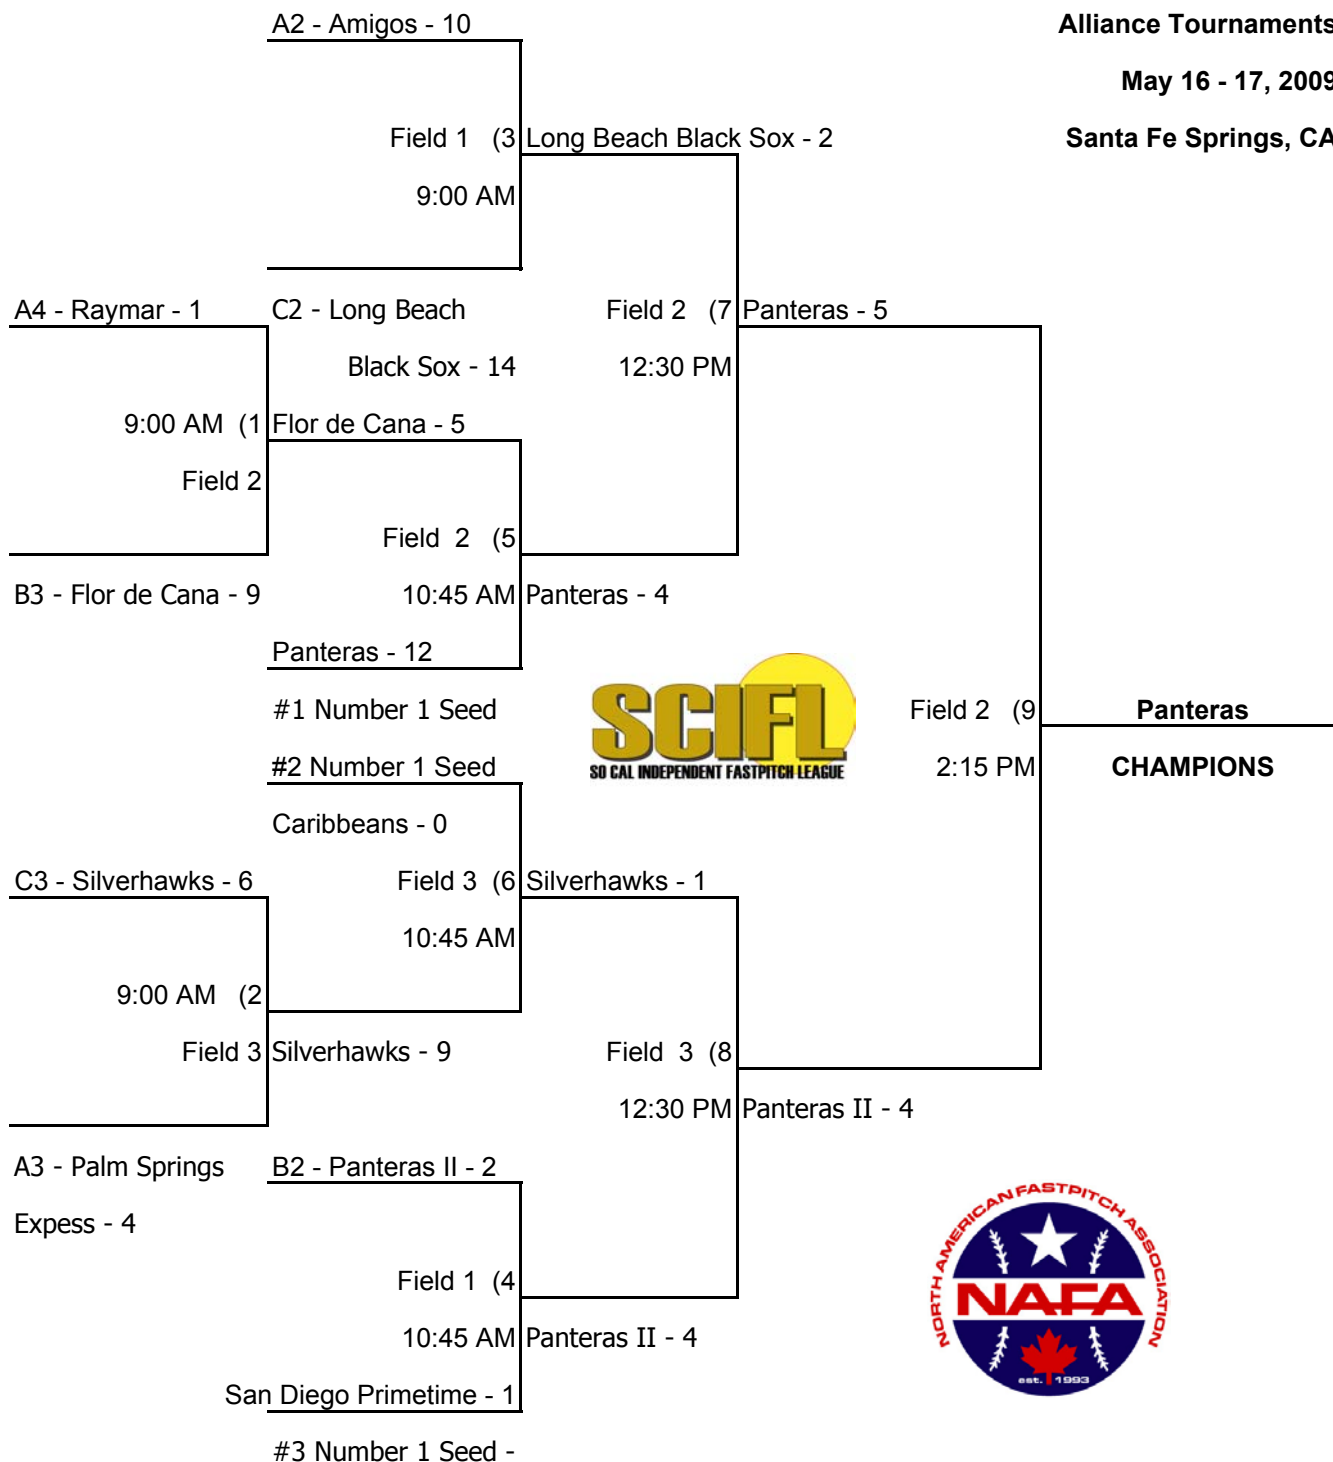 A2 - Amigos - 10
Alliance Tournaments
May 16 - 17, 2009
Field 1 (3 Long Beach Black Sox - 2
Santa Fe Springs, CA
9:00 AM
A4 - Raymar - 1
C2 - Long Beach
Field 2 (7 Panteras - 5
Black Sox - 14
12:30 PM
9:00 AM (1 Flor de Cana - 5
Field 2
Field 2 (5
B3 - Flor de Cana - 9
10:45 AM Panteras - 4
Panteras - 12
#1 Number 1 Seed
SCIFL
SO CAL INDEPENDENT FASTPITCH LEAGUE
Field 2 (9
Panteras
#2 Number 1 Seed
2:15 PM
CHAMPIONS
Caribbeans - 0
C3 - Silverhawks - 6
Field 3 (6 Silverhawks - 1
10:45 AM
9:00 AM (2
Field 3 Silverhawks - 9
Field 3 (8
12:30 PM Panteras II - 4
A3 - Palm Springs
B2 - Panteras II - 2
Expess - 4
Field 1 (4
10:45 AM Panteras II - 4
San Diego Primetime - 1
#3 Number 1 Seed -
NORTH AMERICAN FASTPITCH ASSOCIATION
NAFA
est. 1993